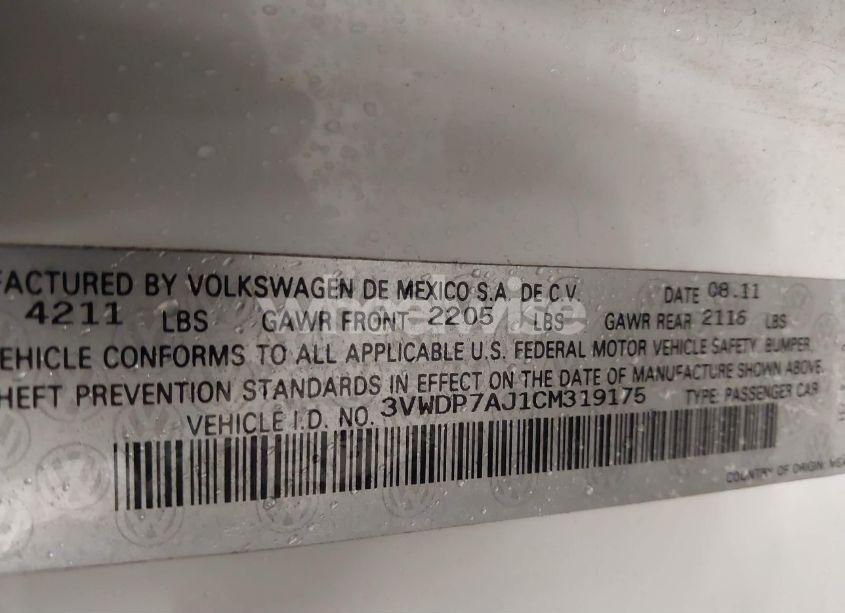 FACTURED BY VOLKSWAGEN DE MEXICO S.A. DE C.V. DATE 08.11
4211 LBS GAWR FRONT 2205 LBS GAWR REAR 2116 LBS
VEHICLE CONFORMS TO ALL APPLICABLE U.S. FEDERAL MOTOR VEHICLE SAFETY, BUMPER,
THEFT PREVENTION STANDARDS IN EFFECT ON THE DATE OF MANUFACTURE SHOWN ABOVE.
VEHICLE I.D. NO. 3VWDP7AJ1CM319175 TYPE: PASSENGER CAR
COUNTRY OF ORIGIN: